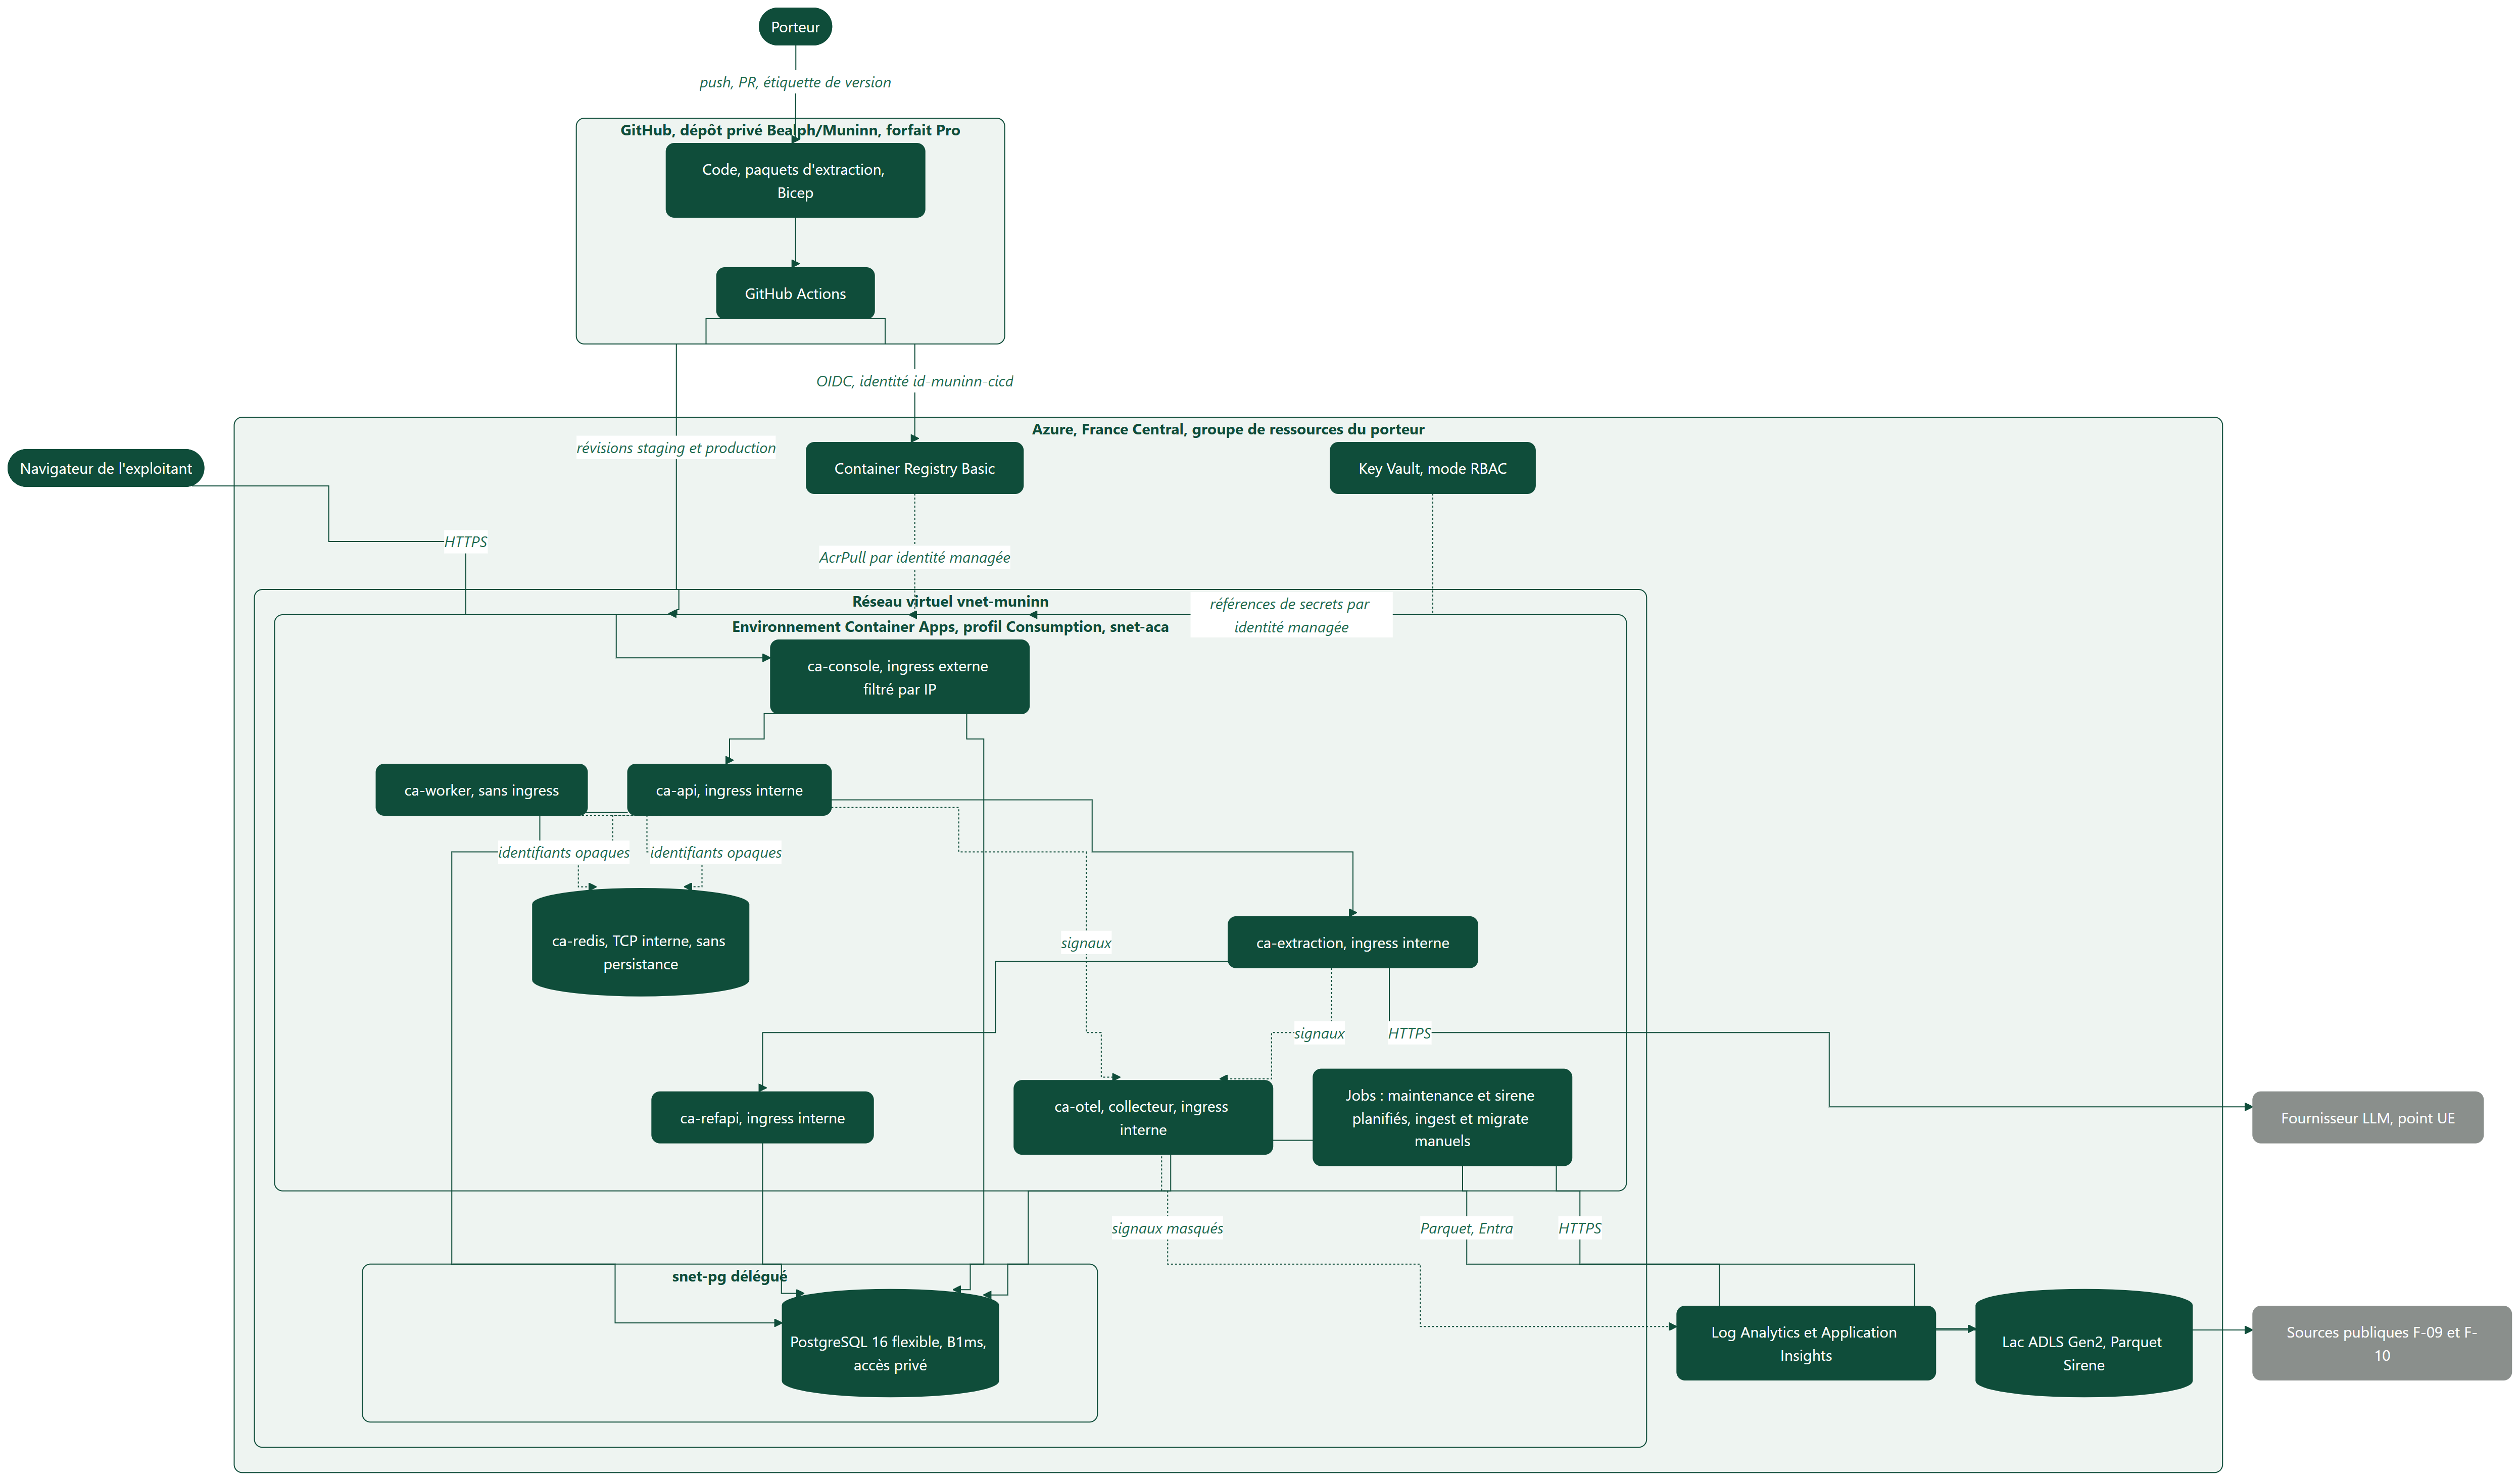 Porteur
push, PR, étiquette de version
GitHub, dépôt privé Bealph/Muninn, forfait Pro
Code, paquets d'extraction,
Bicep
GitHub Actions
OIDC, identité id-muninn-cicd
Azure, France Central, groupe de ressources du porteur
révisions staging et production
Navigateur de l'exploitant
Container Registry Basic
Key Vault, mode RBAC
HTTPS
AcrPull par identité managée
Réseau virtuel vnet-muninn
références de secrets par
identité managée
Environnement Container Apps, profil Consumption, snet-aca
ca-console, ingress externe
filtré par IP
ca-worker, sans ingress
ca-api, ingress interne
identifiants opaques
identifiants opaques
ca-redis, TCP interne, sans
persistance
signaux
ca-extraction, ingress interne
signaux
HTTPS
ca-refapi, ingress interne
ca-otel, collecteur, ingress
interne
Jobs : maintenance et sirene
planifiés, ingest et migrate
manuels
Fournisseur LLM, point UE
signaux masqués
Parquet, Entra
HTTPS
snet-pg délégué
PostgreSQL 16 flexible, B1ms,
accès privé
Log Analytics et Application
Insights
Lac ADLS Gen2, Parquet
Sirene
Sources publiques F-09 et F-
10